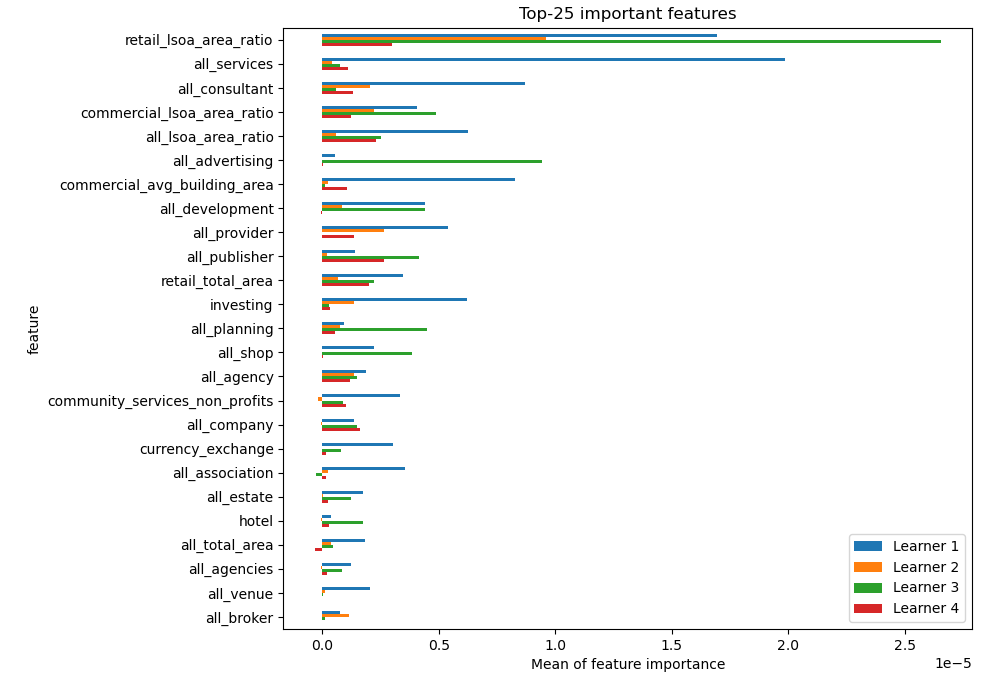 Top-25 important features
retail_lsoa_area_ratio
all_services
all_consultant
commercial_lsoa_area_ratio
all_lsoa_area_ratio
all_advertising
commercial_avg_building_area
all_development
all_provider
all_publisher
retail_total_area
investing
all_planning
all_shop
all_agency
community_services_non_profits
all_company
currency_exchange
all_association
all_estate
hotel
all_total_area
all_agencies
all_venue
all_broker
feature
Learner 1
Learner 2
Learner 3
Learner 4
0.0 0.5 1.0 1.5 2.0 2.5
1e−5
Mean of feature importance